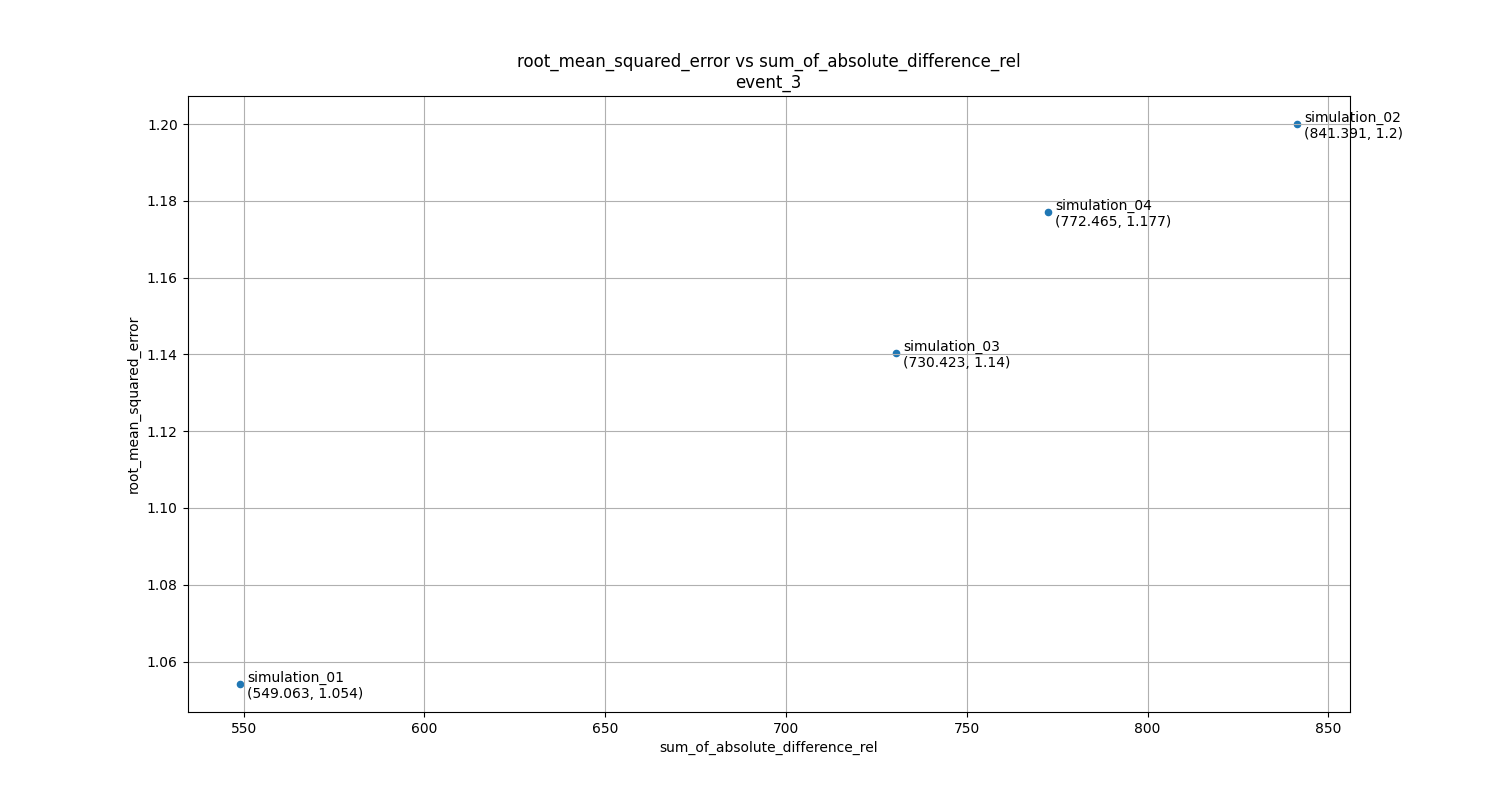 root_mean_squared_error vs sum_of_absolute_difference_rel
event_3
1.20
1.18
1.16
1.14
1.12
1.10
1.08
1.06
root_mean_squared_error
simulation_02
(841.391, 1.2)
simulation_04
(772.465, 1.177)
simulation_03
(730.423, 1.14)
simulation_01
(549.063, 1.054)
550 600 650 700 750 800 850
sum_of_absolute_difference_rel